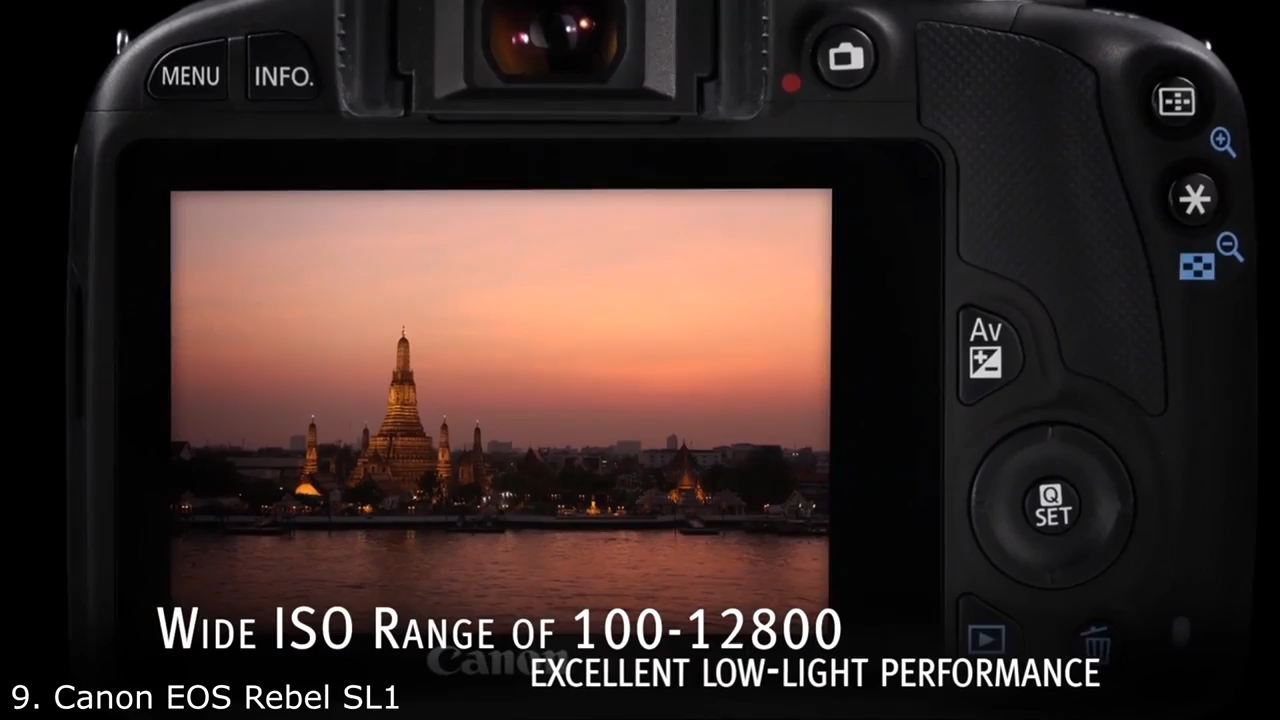 MENU INFO.
Av
Q
SET
WIDE ISO RANGE OF 100-12800
Canon
EXCELLENT LOW-LIGHT PERFORMANCE
9. Canon EOS Rebel SL1